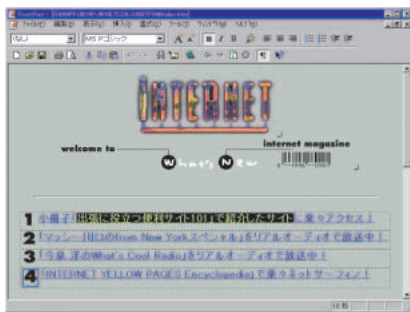 INTERNET
welcome to
internet magazine
What's New
1 小冊子「出張に役立つ便利サイト101」で紹介したサイトに楽々アクセス！
2 「マッシー川口のfrom New Yorkスペシャル」をリアルオーディオで放送中！
3 「今泉 洋のWhat's Cool Radio」をリアルオーディオで放送中！
4 「INTERNET YELLOW PAGES Encyclopedia」で楽々ネットサーフィン！